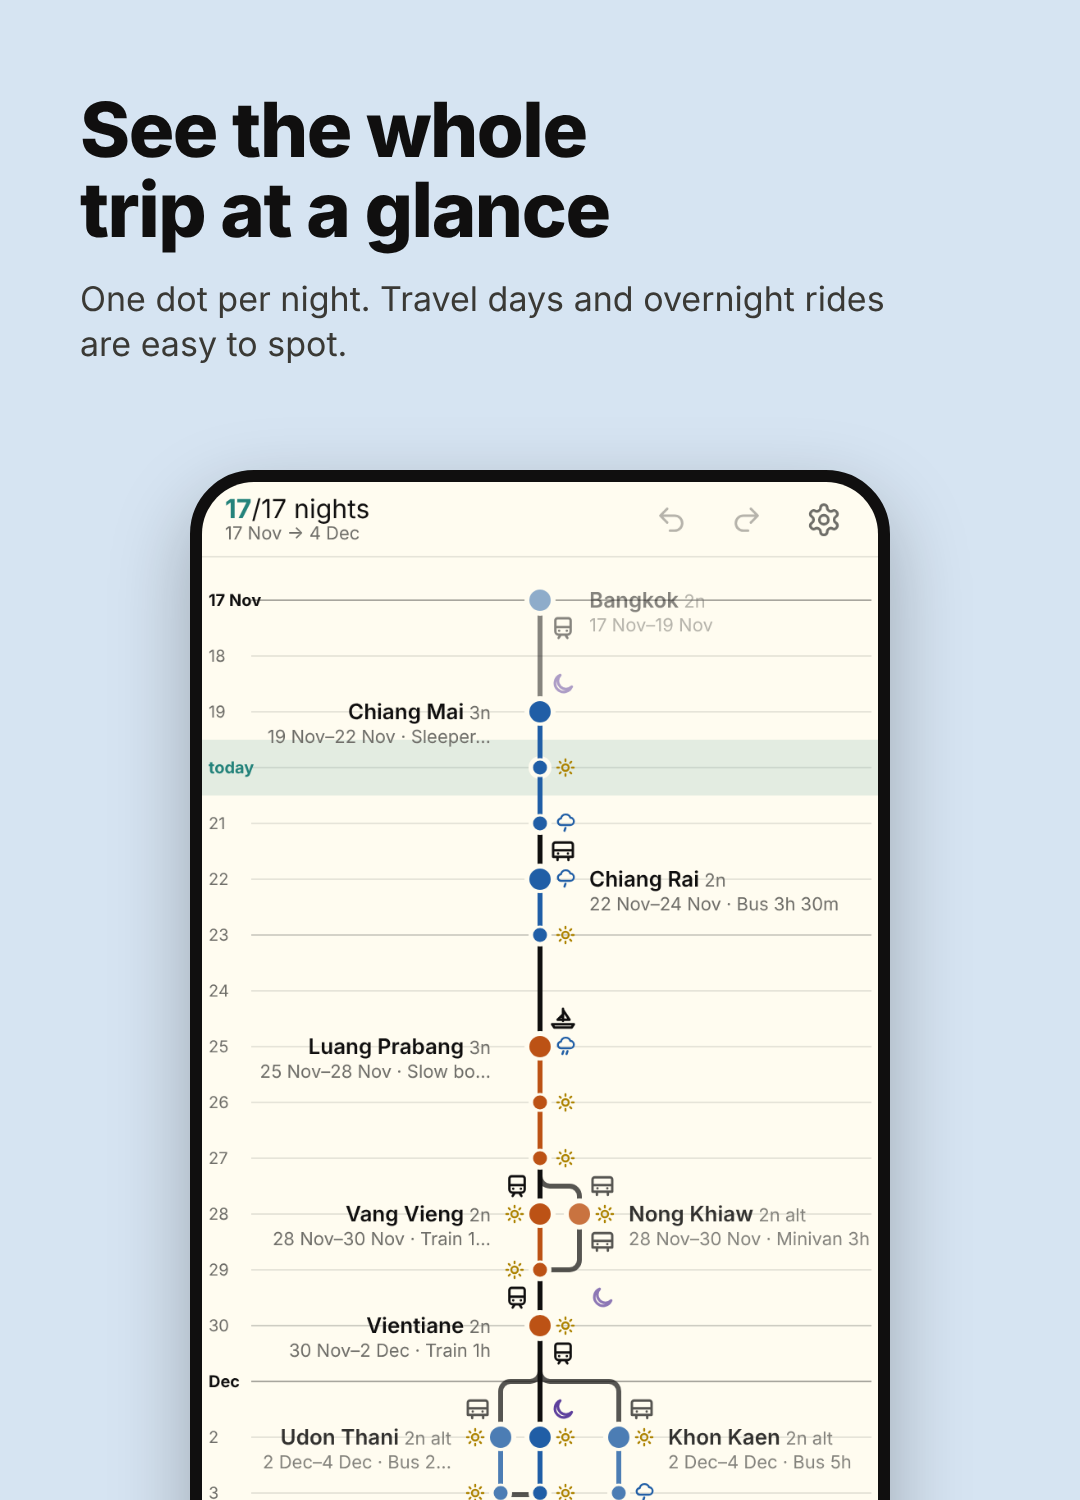 See the whole
trip at a glance
One dot per night. Travel days and overnight rides
are easy to spot.
17/17 nights
17 Nov → 4 Dec
17 Nov
Bangkok 2n
17 Nov–19 Nov
18
19
Chiang Mai 3n
19 Nov–22 Nov · Sleeper...
today
21
22
Chiang Rai 2n
22 Nov–24 Nov · Bus 3h 30m
23
24
25
Luang Prabang 3n
25 Nov–28 Nov · Slow bo...
26
27
28
Vang Vieng 2n
28 Nov–30 Nov · Train 1...
Nong Khiaw 2n alt
28 Nov–30 Nov · Minivan 3h
29
30
Vientiane 2n
30 Nov–2 Dec · Train 1h
Dec
2
Udon Thani 2n alt
2 Dec–4 Dec · Bus 2...
Khon Kaen 2n alt
2 Dec–4 Dec · Bus 5h
3